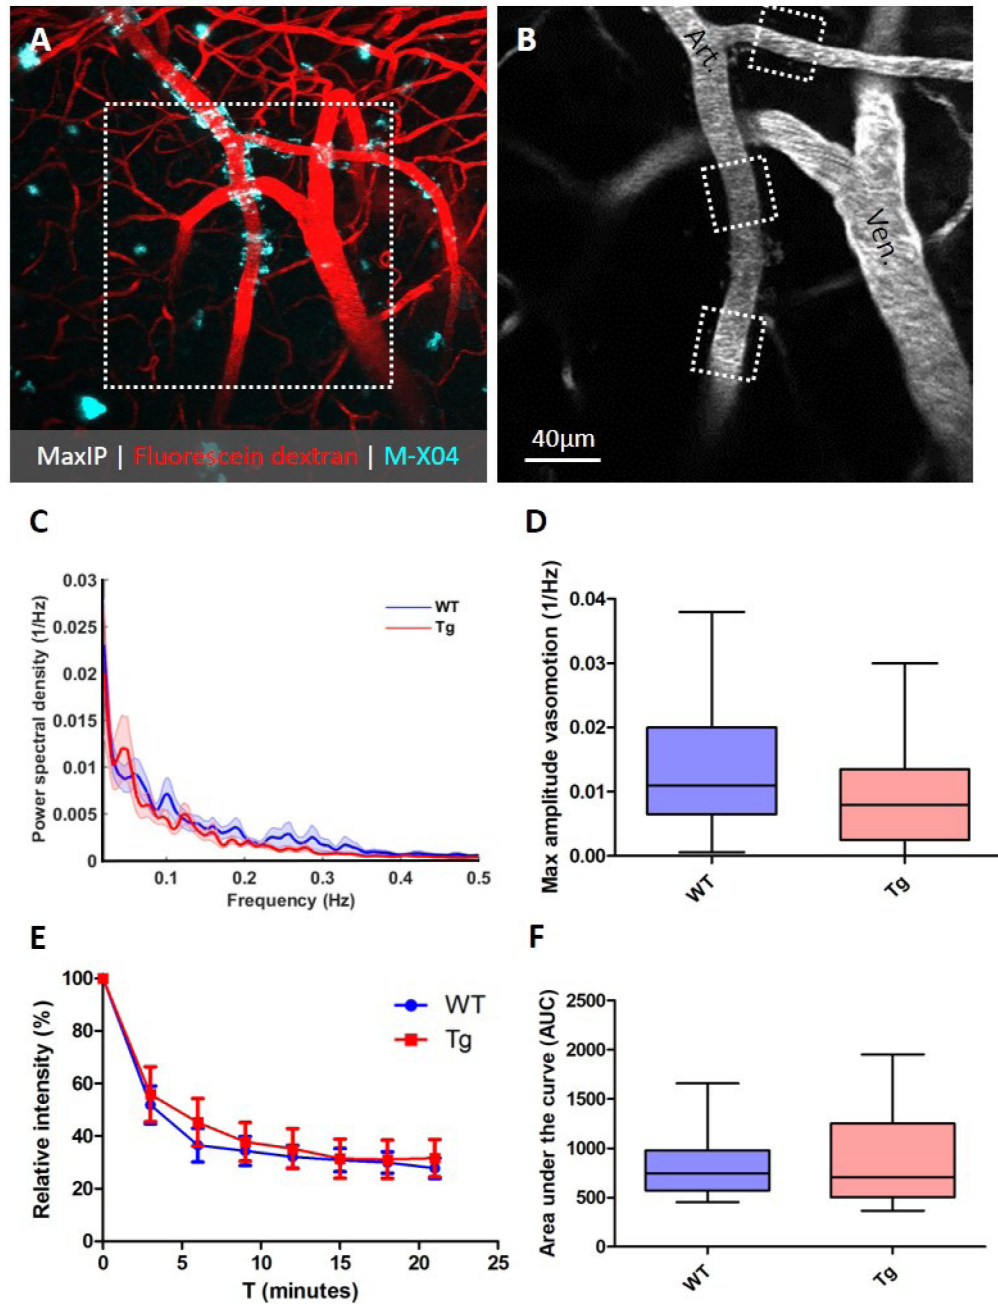 A
MaxIP | Fluorescein dextran | M-X04
B
Art.
Ven.
40µm
C
Power spectral density (1/Hz)
0.03
0.025
0.02
0.015
0.01
0.005
0
0.1 0.2 0.3 0.4 0.5
Frequency (Hz)
WT
Tg
D
Max amplitude vasomotion (1/Hz)
0.04
0.03
0.02
0.01
0.00
WT Tg
E
Relative intensity (%)
100
80
60
40
20
0
0 5 10 15 20 25
T (minutes)
WT
Tg
F
Area under the curve (AUC)
2500
2000
1500
1000
500
0
WT Tg